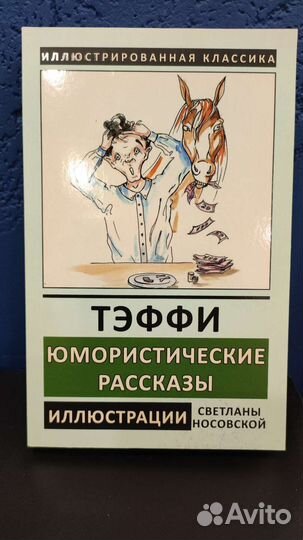 ИЛЛЮСТРИРОВАННАЯ КЛАССИКА
ТЭФФИ
ЮМОРИСТИЧЕСКИЕ
РАССКАЗЫ
ИЛЛЮСТРАЦИИ
СВЕТЛАНЫ
НОСОВСКОЙ
Avito